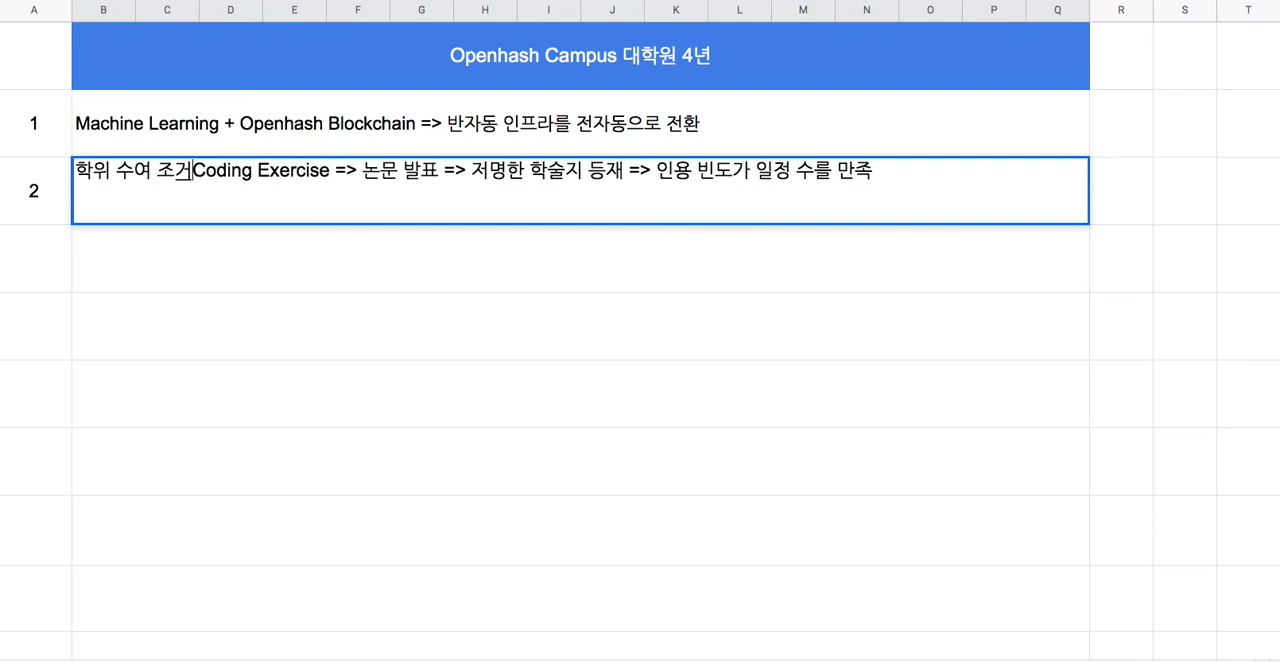 A B C D E F G H I J K L M N O P Q R S T
Openhash Campus 대학원 4년
1 Machine Learning + Openhash Blockchain => 반자동 인프라를 전자동으로 전환
2 학위 수여 조거Coding Exercise => 논문 발표 => 저명한 학술지 등재 => 인용 빈도가 일정 수를 만족